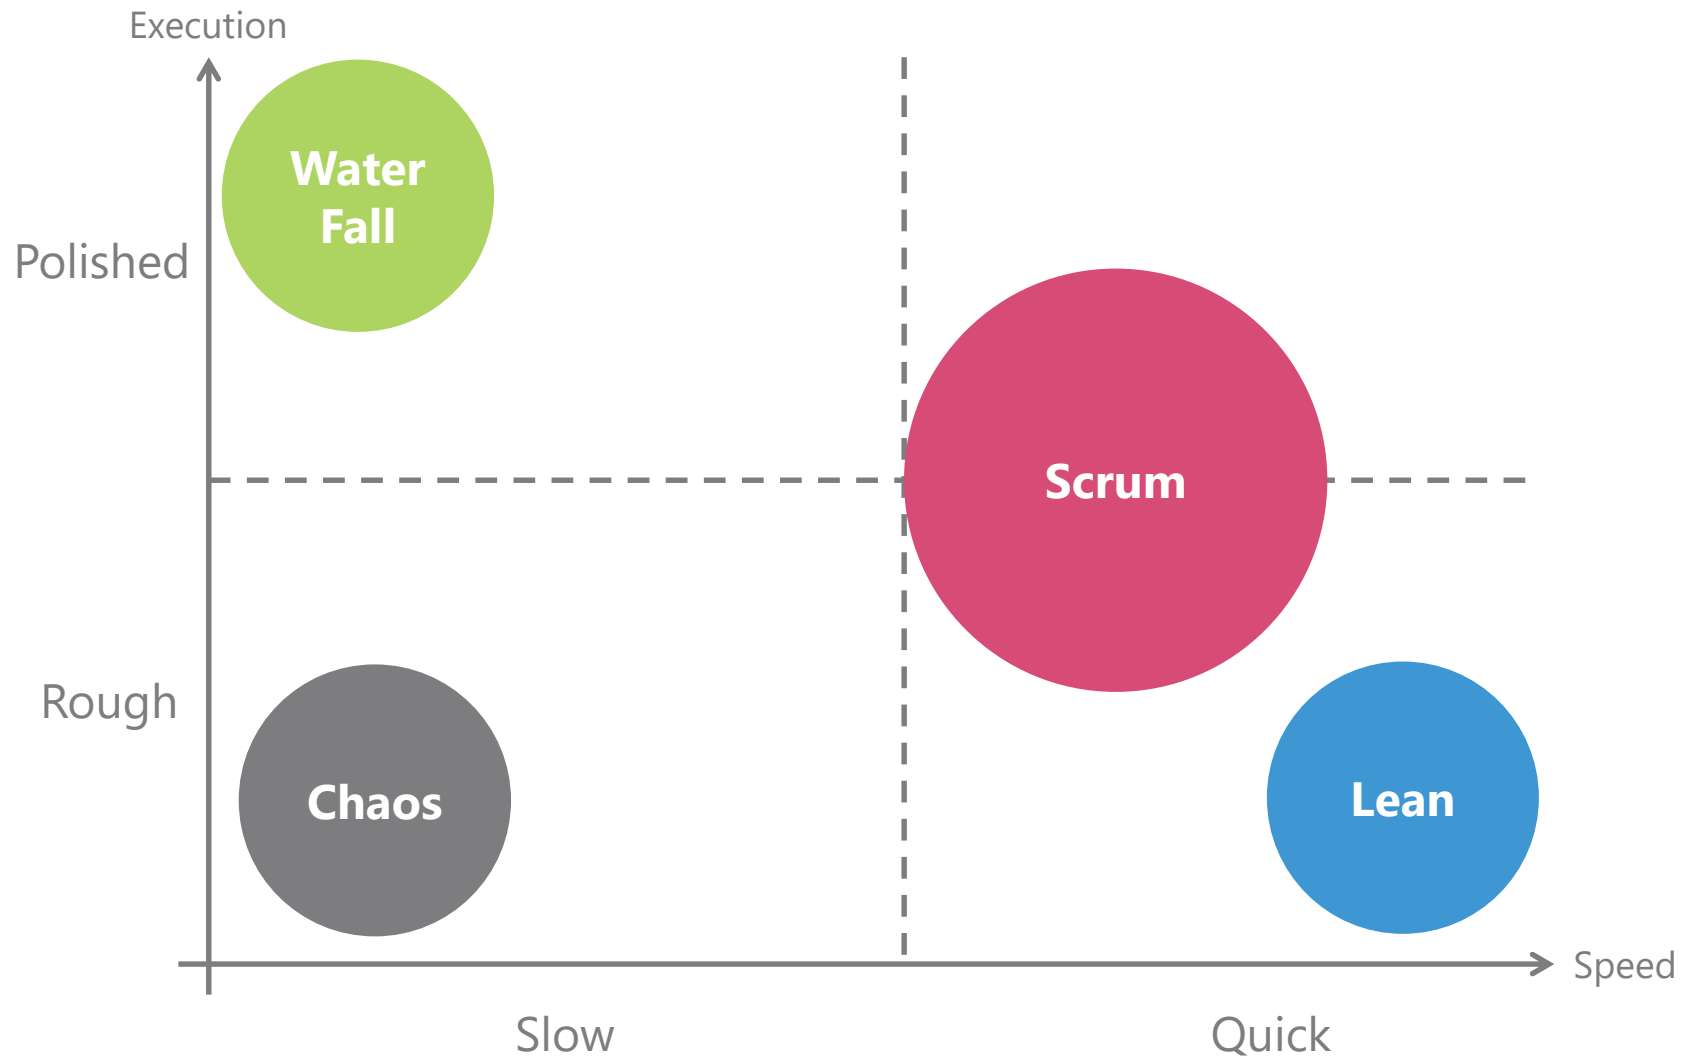 Execution
Water
Fall
Polished
Scrum
Rough
Chaos
Lean
Speed
Slow
Quick